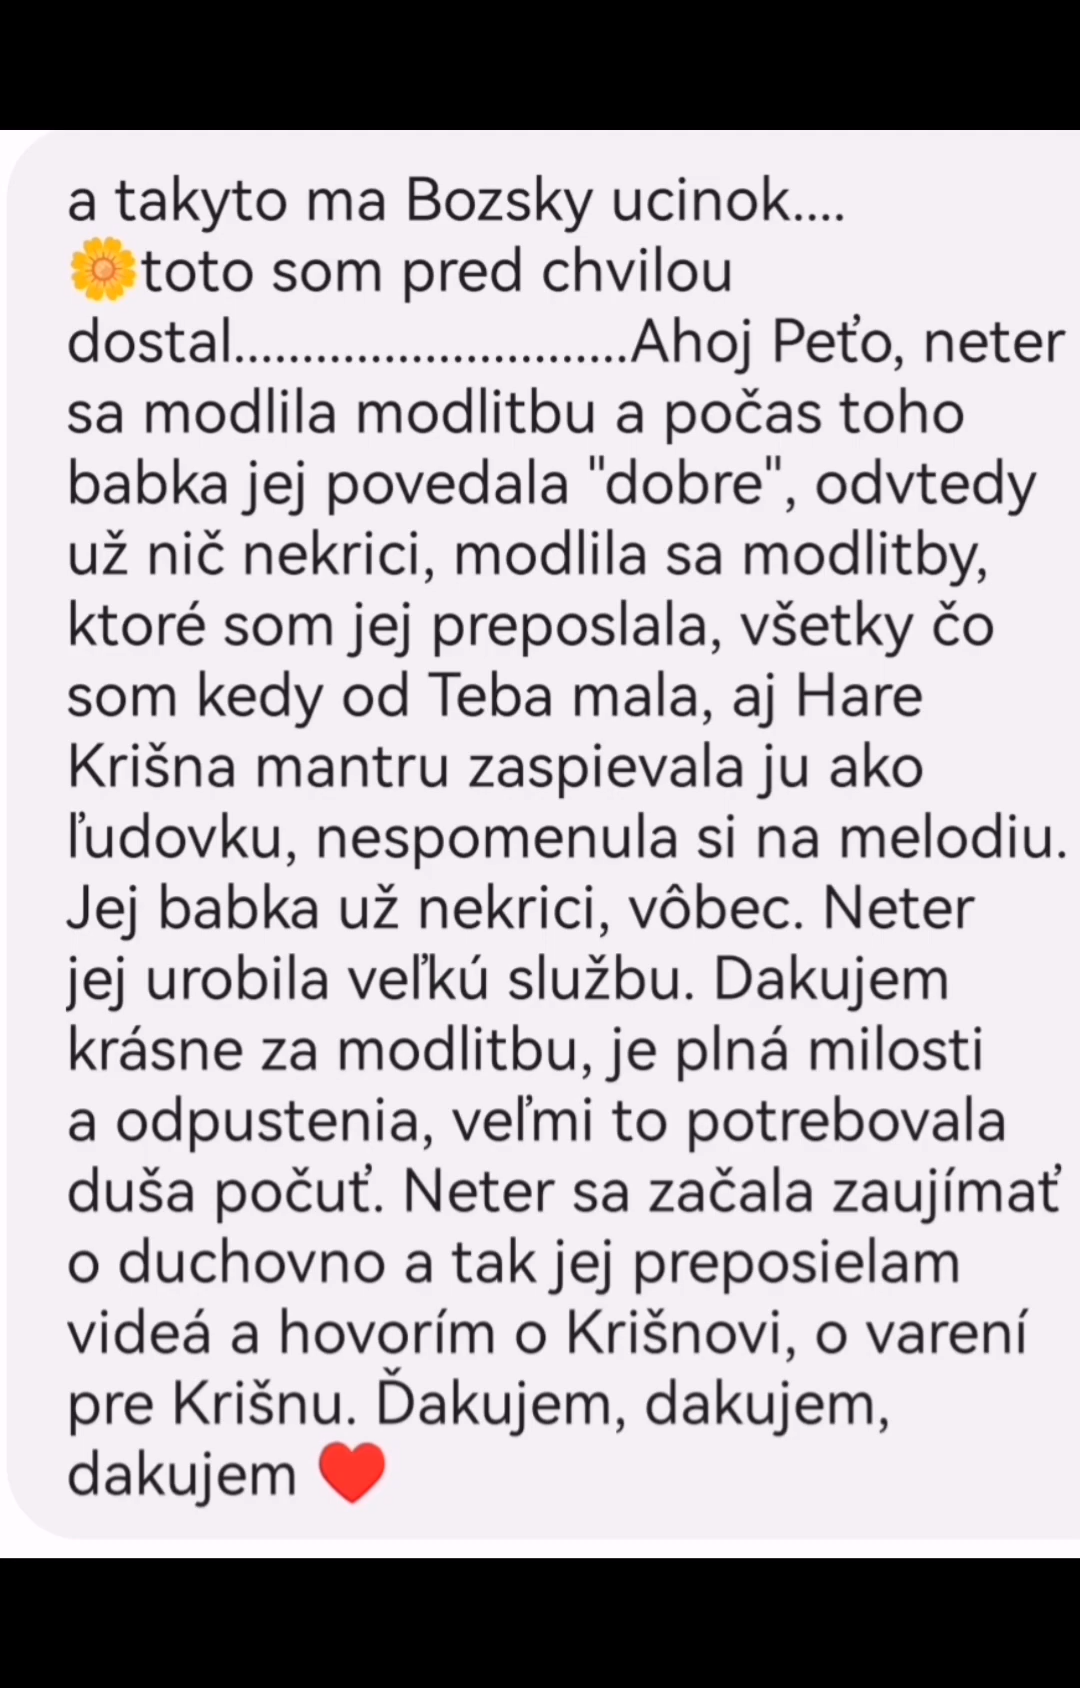 a takyto ma Bozsky ucinok....
🌼toto som pred chvilou
dostal.............................Ahoj Peťo, neter
sa modlila modlitbu a počas toho
babka jej povedala "dobre", odvtedy
už nič nekrici, modlila sa modlitby,
ktoré som jej preposlala, všetky čo
som kedy od Teba mala, aj Hare
Krišna mantru zaspievala ju ako
ľudovku, nespomenula si na melodiu.
Jej babka už nekrici, vôbec. Neter
jej urobila veľkú službu. Dakujem
krásne za modlitbu, je plná milosti
a odpustenia, veľmi to potrebovala
duša počuť. Neter sa začala zaujímať
o duchovno a tak jej preposielam
videá a hovorím o Krišnovi, o varení
pre Krišnu. Ďakujem, dakujem,
dakujem ♥️